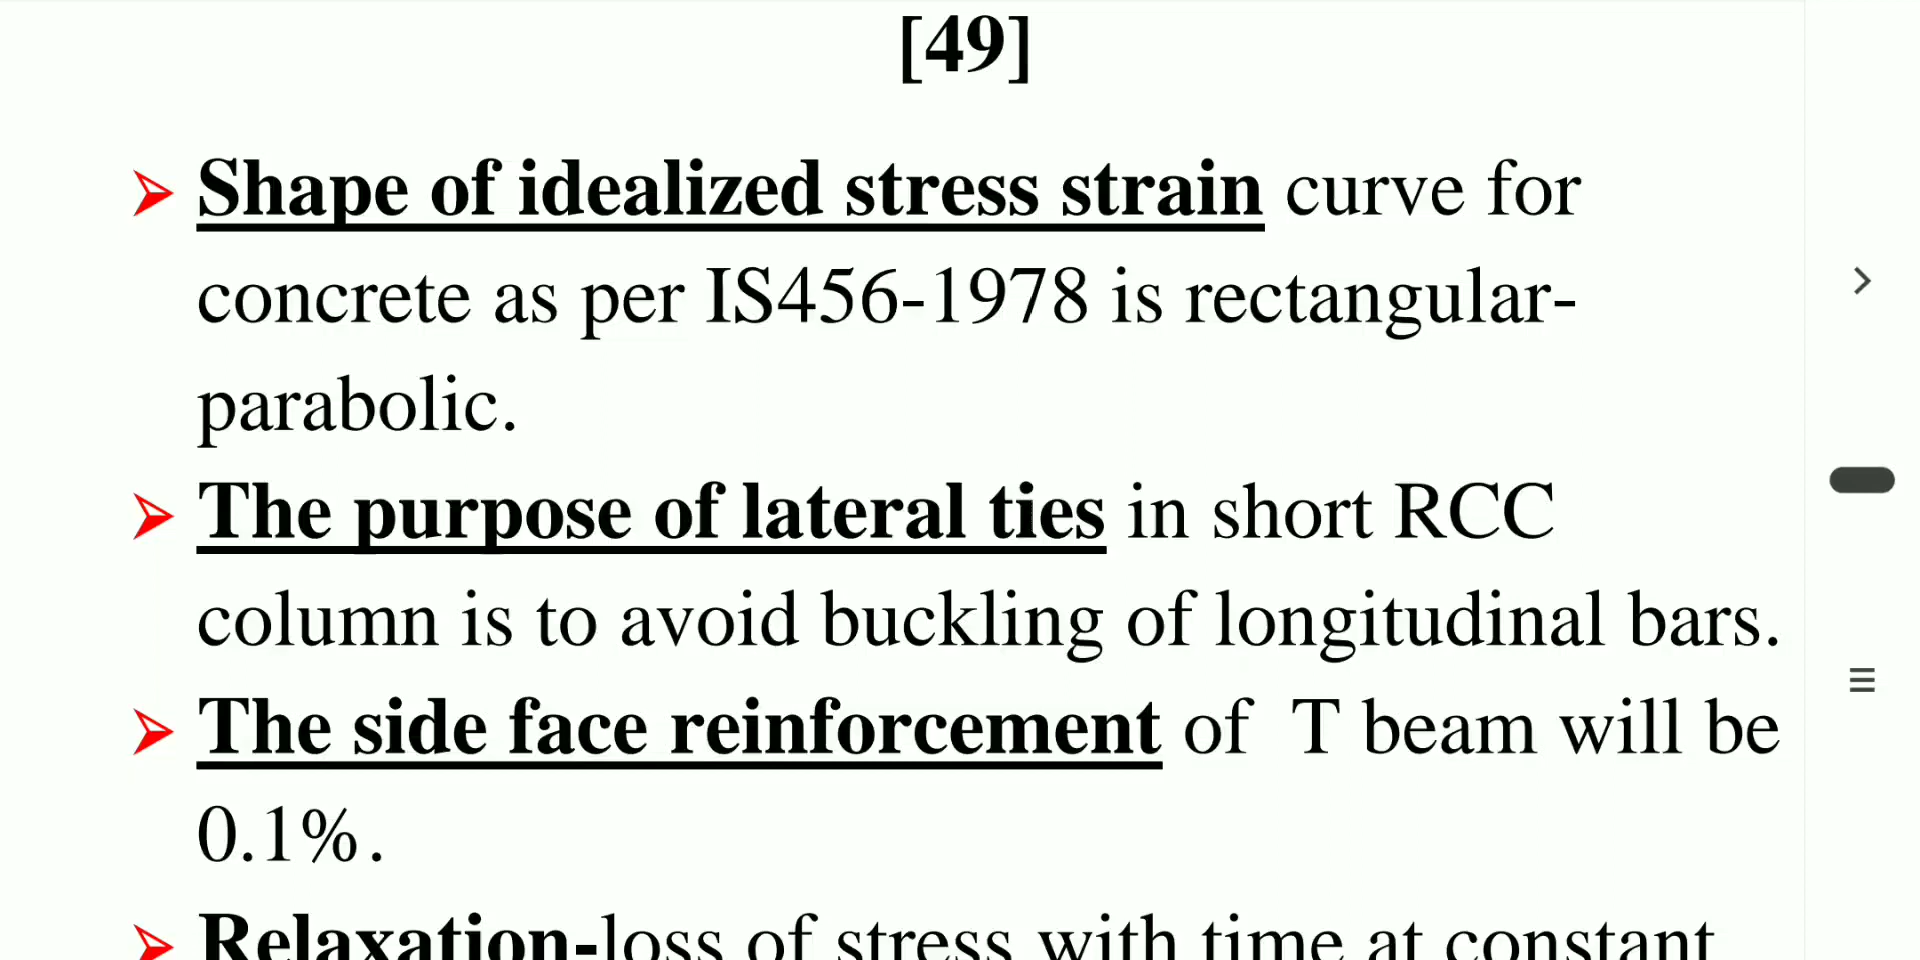 [49]
Shape of idealized stress strain curve for
concrete as per IS456-1978 is rectangular-
parabolic.
The purpose of lateral ties in short RCC
column is to avoid buckling of longitudinal bars.
The side face reinforcement of T beam will be
0.1%.
Relaxation-loss of stress with time at constant